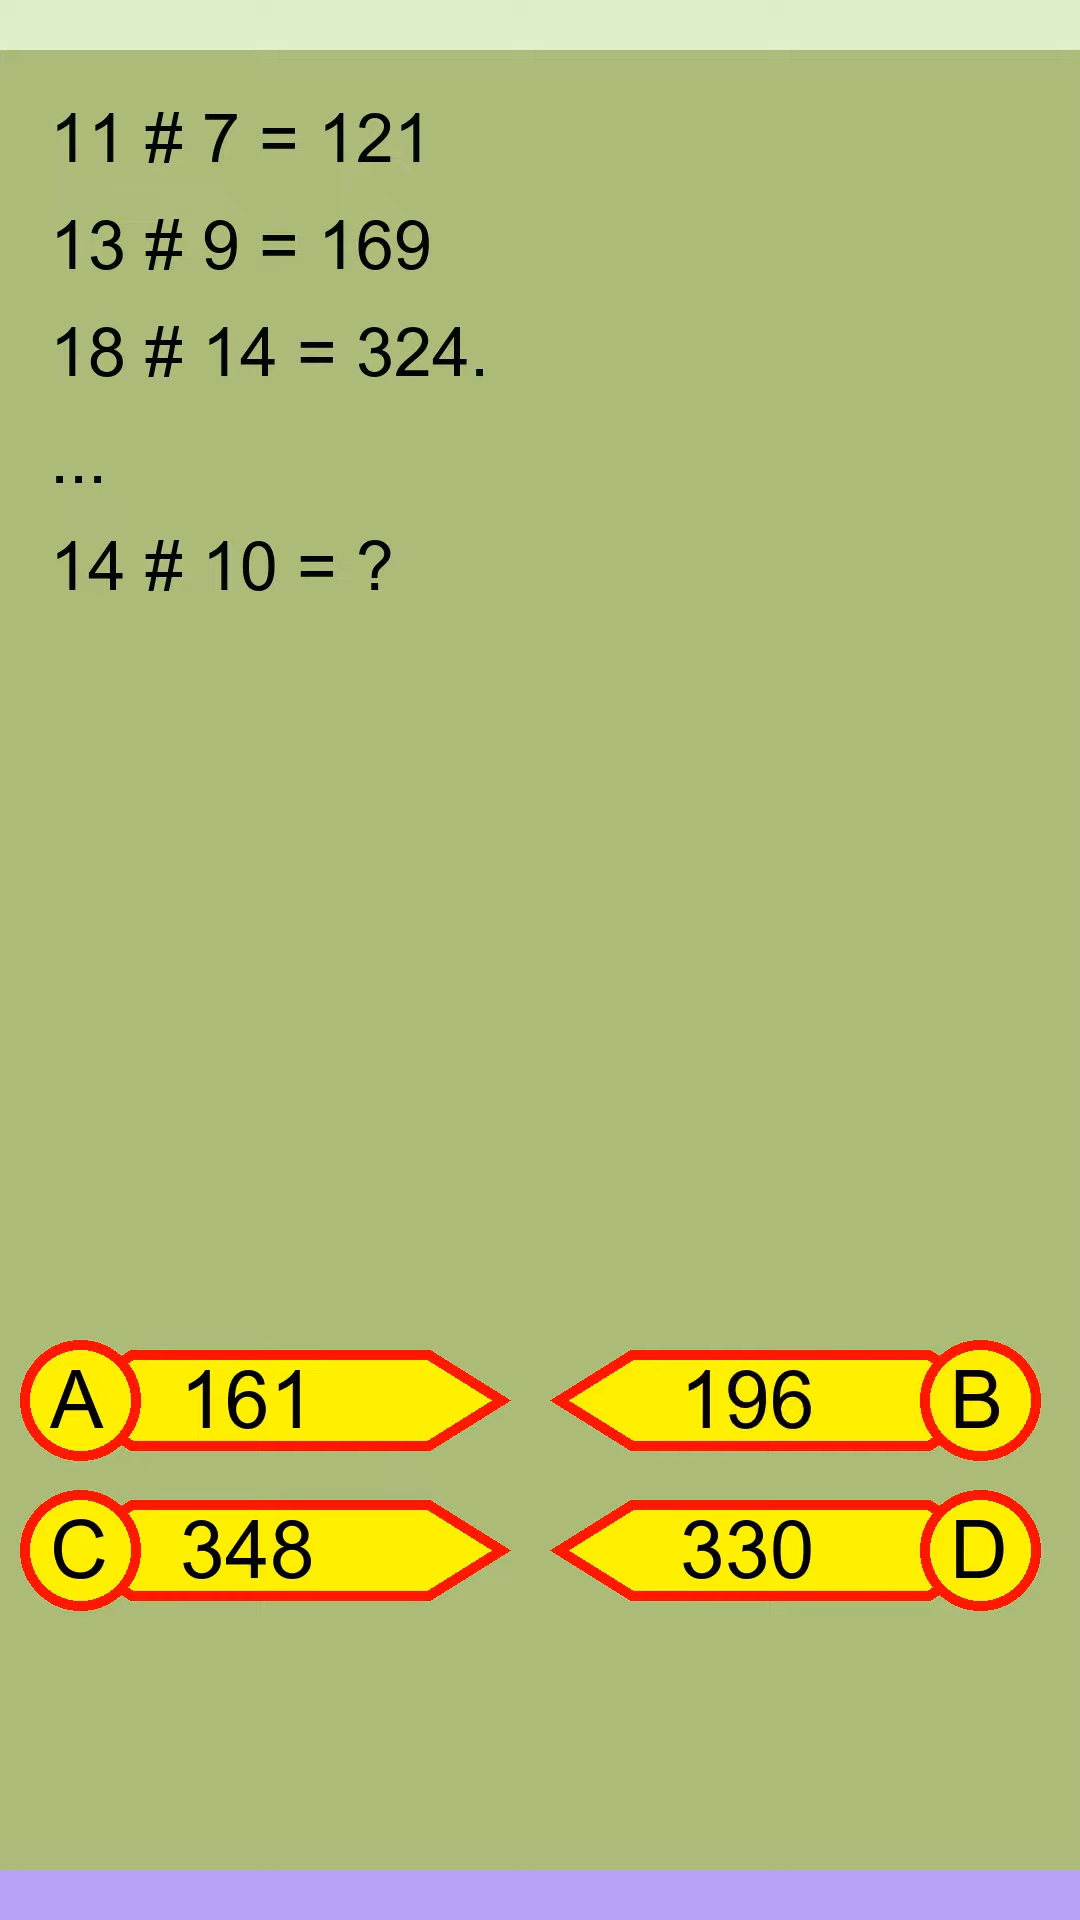 11 # 7 = 121
13 # 9 = 169
18 # 14 = 324.
...
14 # 10 = ?
A 161
196 B
C 348
330 D